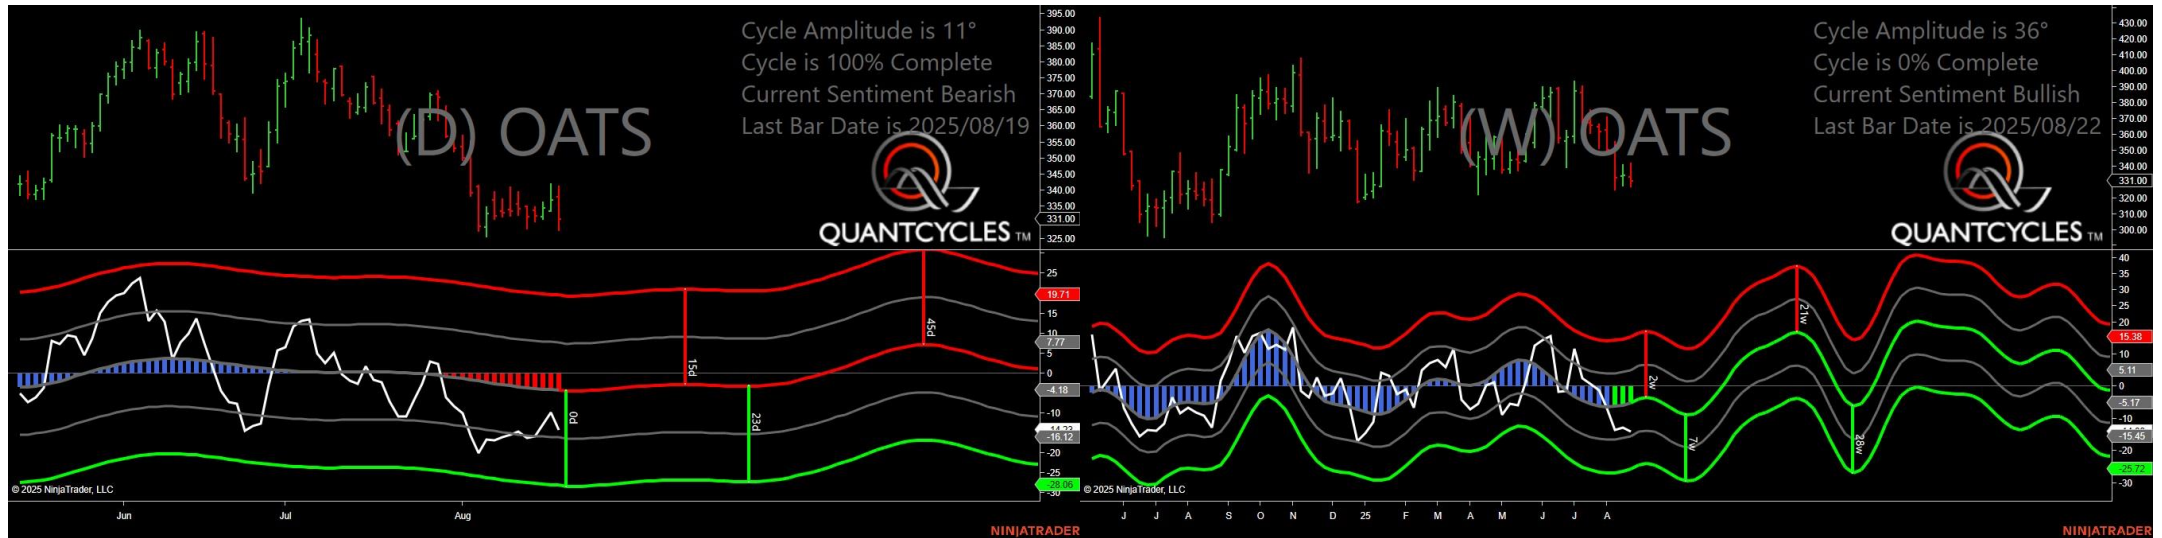 Cycle Amplitude is 11°
Cycle is 100% Complete
Current Sentiment Bearish
Last Bar Date is 2025/08/19
(D) OATS
QUANTCYCLES TM
395.00
390.00
385.00
380.00
375.00
370.00
365.00
360.00
355.00
350.00
345.00
340.00
335.00
331.00
325.00
25
19.71
15
10
7.77
5
0
-4.18
-10
-16.12
-20
-25
-28.06
-30
0d
15d
23d
45d
© 2025 NinjaTrader, LLC
Jun
Jul
Aug
NINJATRADER
Cycle Amplitude is 36°
Cycle is 0% Complete
Current Sentiment Bullish
Last Bar Date is 2025/08/22
(W) OATS
QUANTCYCLES TM
430.00
420.00
410.00
400.00
390.00
380.00
370.00
360.00
350.00
340.00
331.00
320.00
310.00
300.00
40
35
30
20
15.38
10
5.11
0
-5.17
-10
-15.45
-20
-25.72
-30
2w
7w
21w
28w
© 2025 NinjaTrader, LLC
J
J
A
S
O
N
D
25
F
M
A
M
J
J
A
NINJATRADER